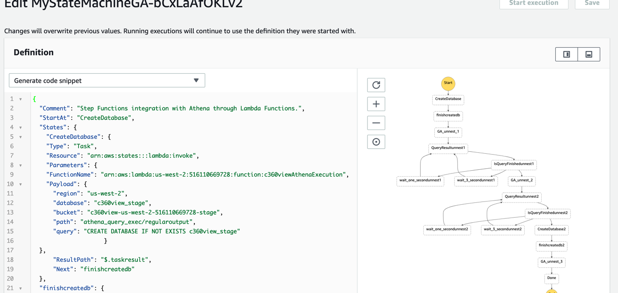 Edit MyStateMachineGA-bCxLaAfOKLV2
Start execution
Save
Changes will overwrite previous values. Running executions will continue to use the definition they were started with.
Definition
Generate code snippet
1 {
2 "Comment": "Step Functions integration with Athena through Lambda Functions.",
3 "StartAt": "CreateDatabase",
4 "States": {
5 "CreateDatabase": {
6 "Type": "Task",
7 "Resource": "arn:aws:states:::lambda:invoke",
8 "Parameters": {
9 "FunctionName": "arn:aws:lambda:us-west-2:516110669728:function:c360viewAthenaExecution",
10 "Payload": {
11 "region": "us-west-2",
12 "database": "c360view_stage",
13 "bucket": "c360view-us-west-2-516110669728-stage",
14 "path": "athena_query_exec/regularoutput",
15 "query": "CREATE DATABASE IF NOT EXISTS c360view_stage"
16 }
17 },
18 "ResultPath": "$.taskresult",
19 "Next": "finishcreatedb"
20 },
21 "finishcreatedb": {
Start
CreateDatabase
finishcreatedb
GA_unnest_1
QueryResultunnest1
isQueryFinishedunnest1
wait_one_secondunnest1
wait_3_secondunnest1
GA_unnest_2
QueryResultunnest2
isQueryFinishedunnest2
wait_one_secondunnest2
wait_3_secondunnest2
CreateDatabase2
finishcreatedb2
GA_unnest_3
Done